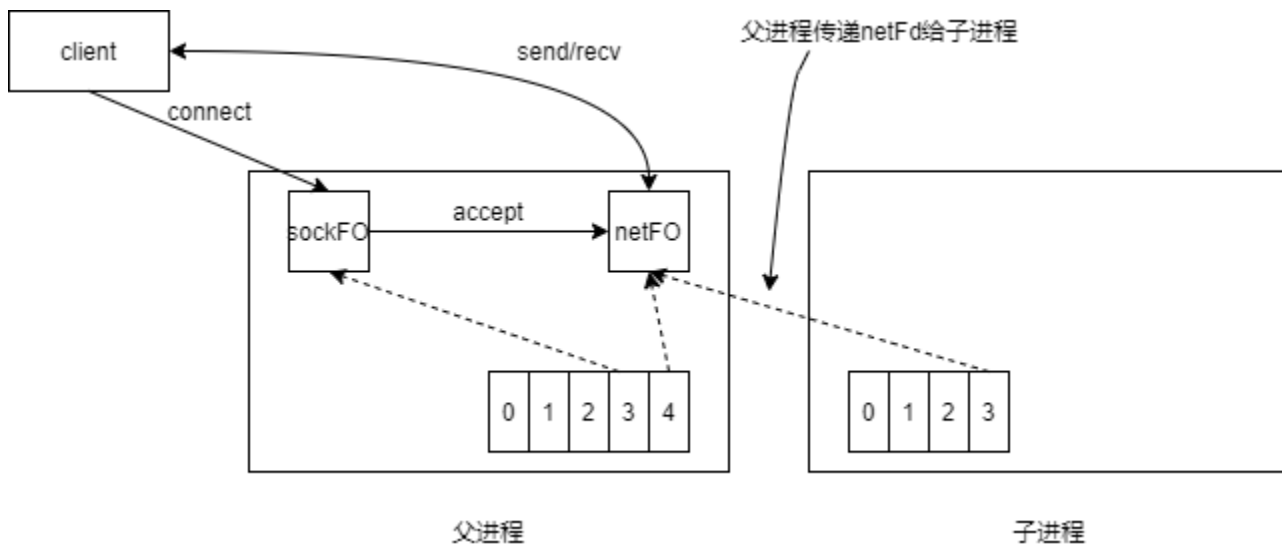 client
send/recv
父进程传递netFd给子进程
connect
sockFO
accept
netFO
0 1 2 3 4
0 1 2 3
父进程
子进程